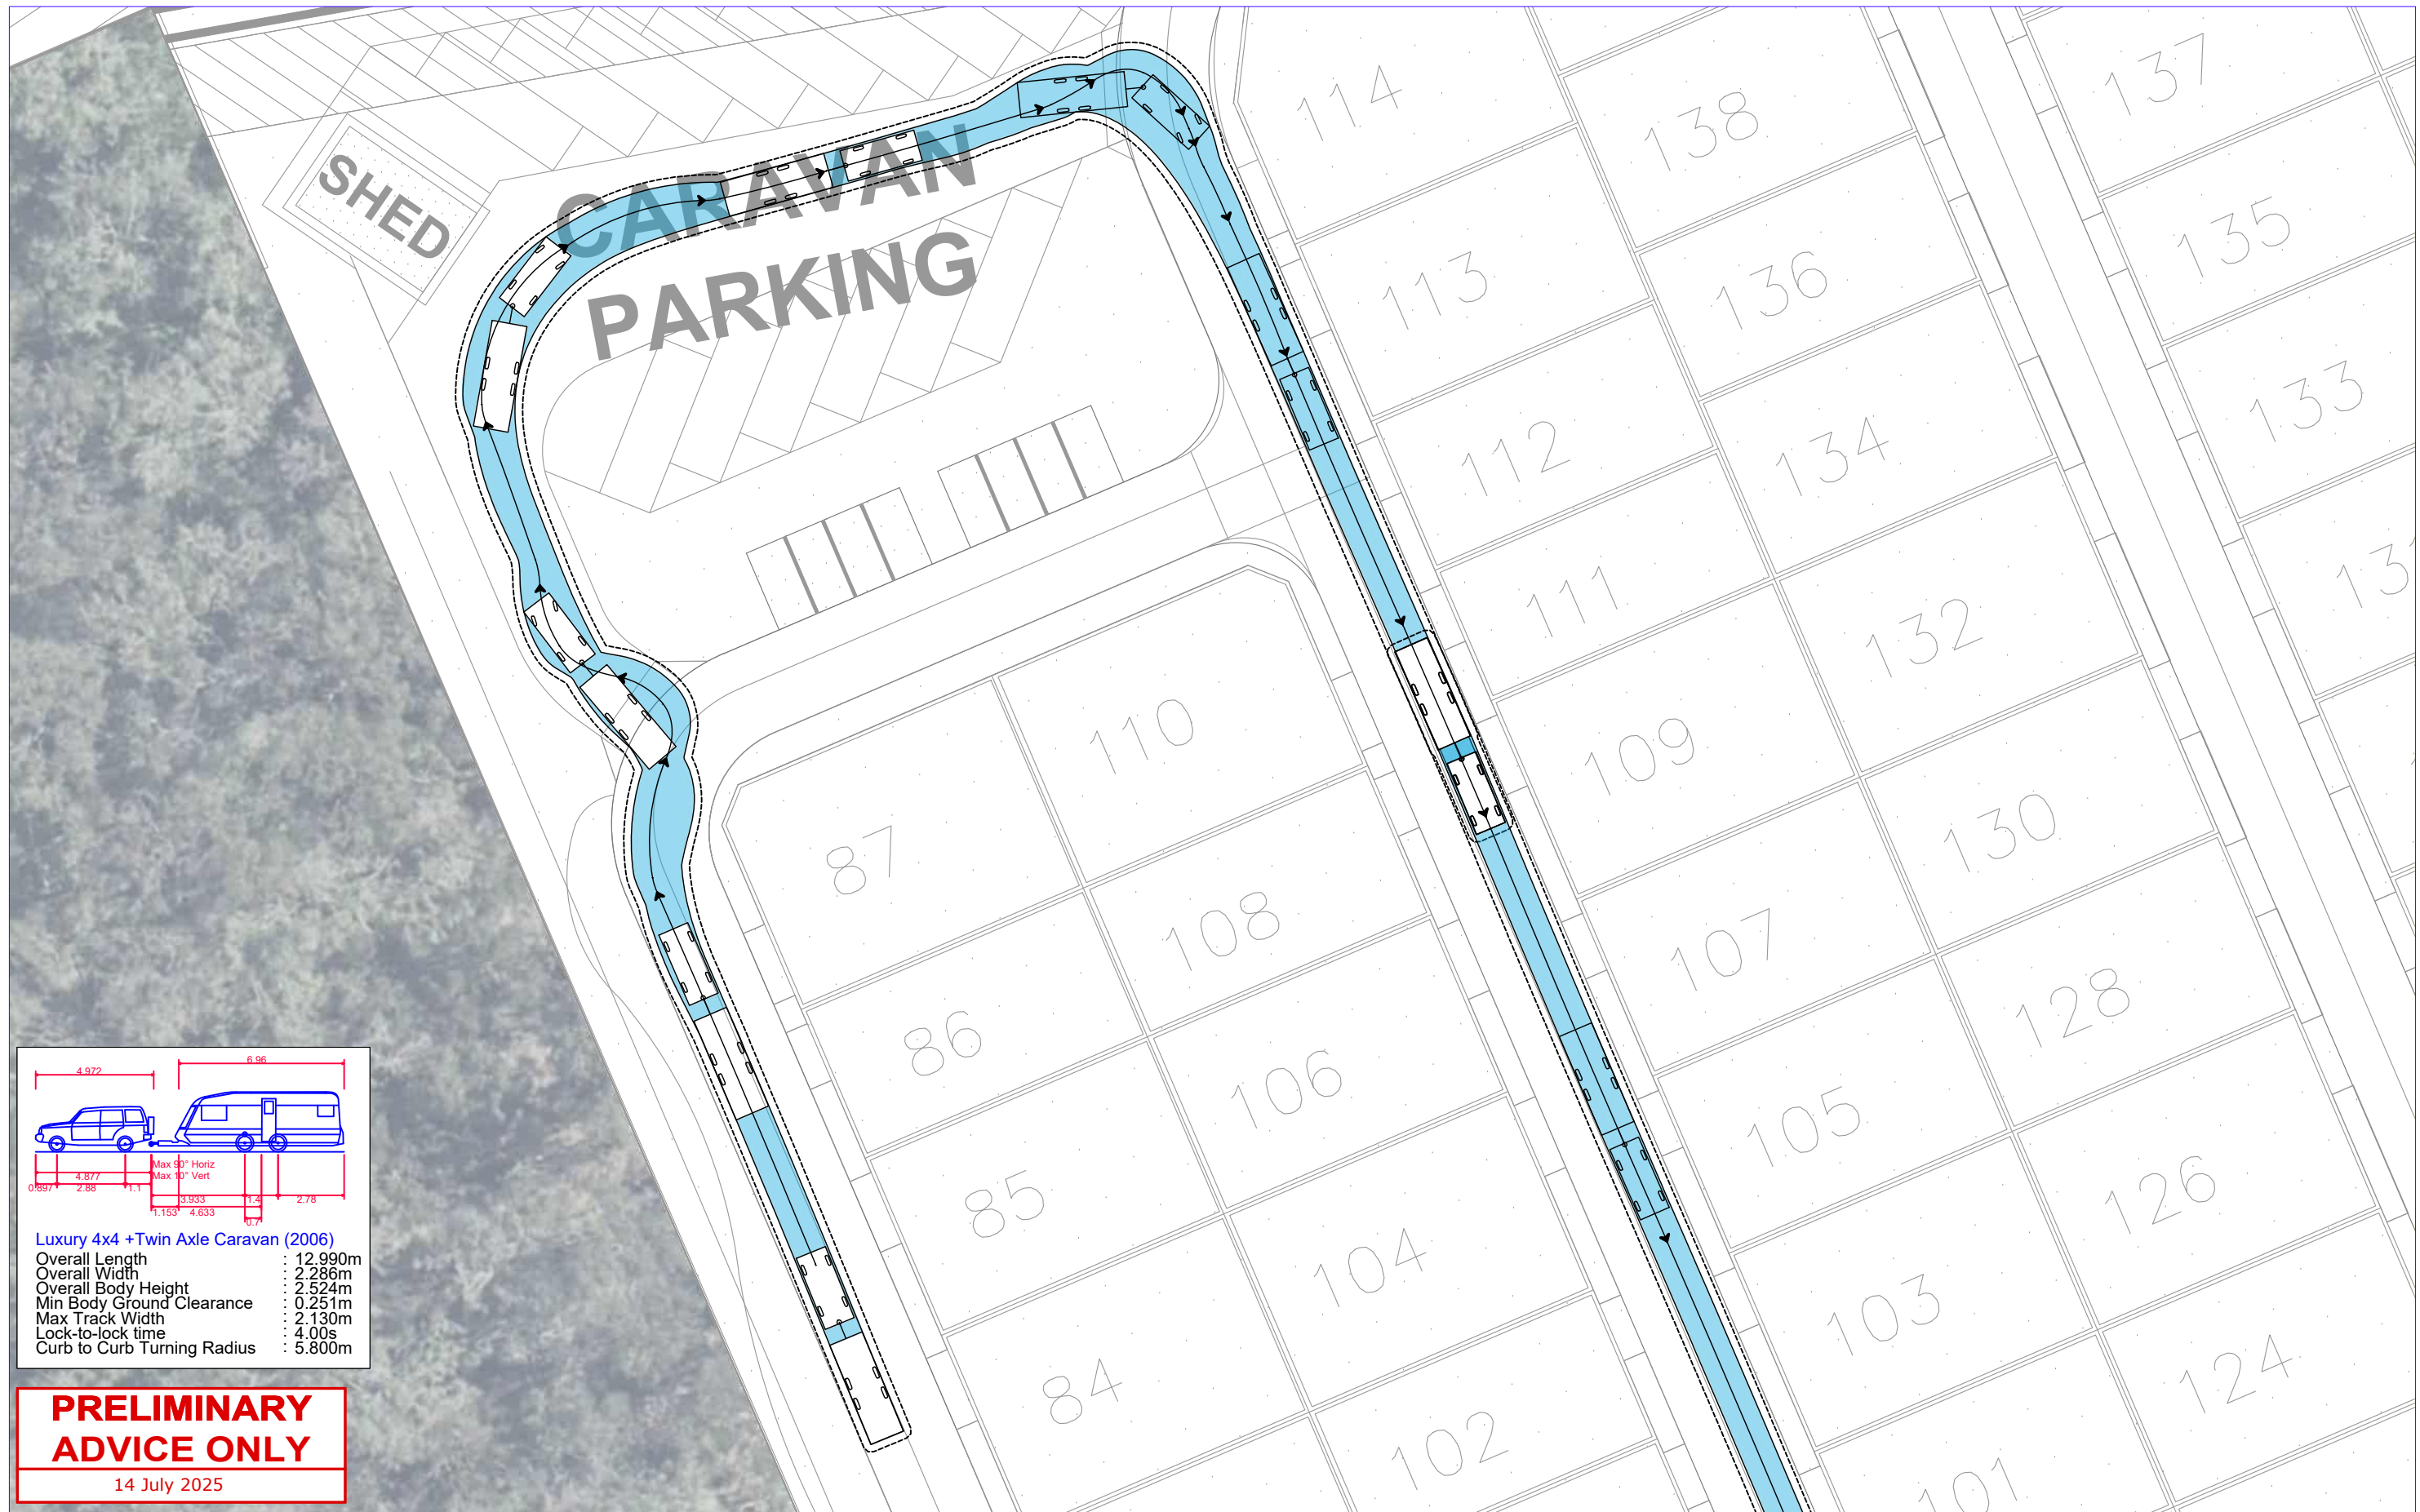 SHED
CARAVAN
PARKING
114
138
137
113
136
135
112
134
133
111
132
13
109
130
107
128
105
126
103
124
101
87
110
86
108
85
106
84
104
102
4.972
6.96
Max 90° Horiz
Max 10° Vert
4.877
0.897
2.88
1.1
3.933
1.4
2.78
1.153
4.633
0.7
Luxury 4x4 +Twin Axle Caravan (2006)
Overall Length : 12.990m
Overall Width : 2.286m
Overall Body Height : 2.524m
Min Body Ground Clearance : 0.251m
Max Track Width : 2.130m
Lock-to-lock time : 4.00s
Curb to Curb Turning Radius : 5.800m
PRELIMINARY
ADVICE ONLY
14 July 2025